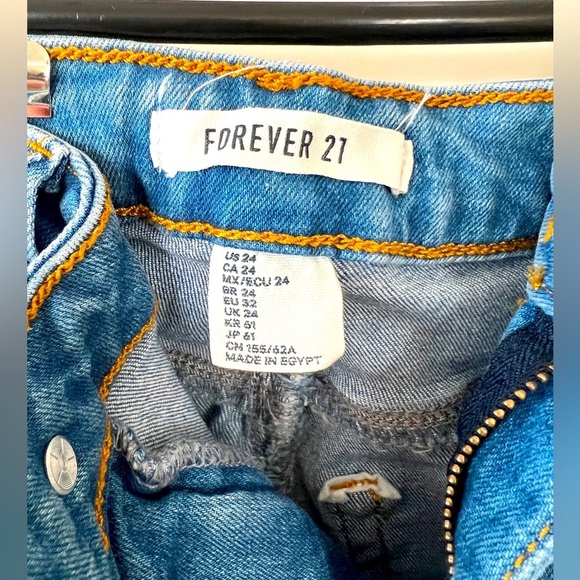 FOREVER 21
US 24
CA 24
MX/ECU 24
BR 24
EU 32
UK 24
KR 61
JP 61
CN 155/62A
MADE IN EGYPT